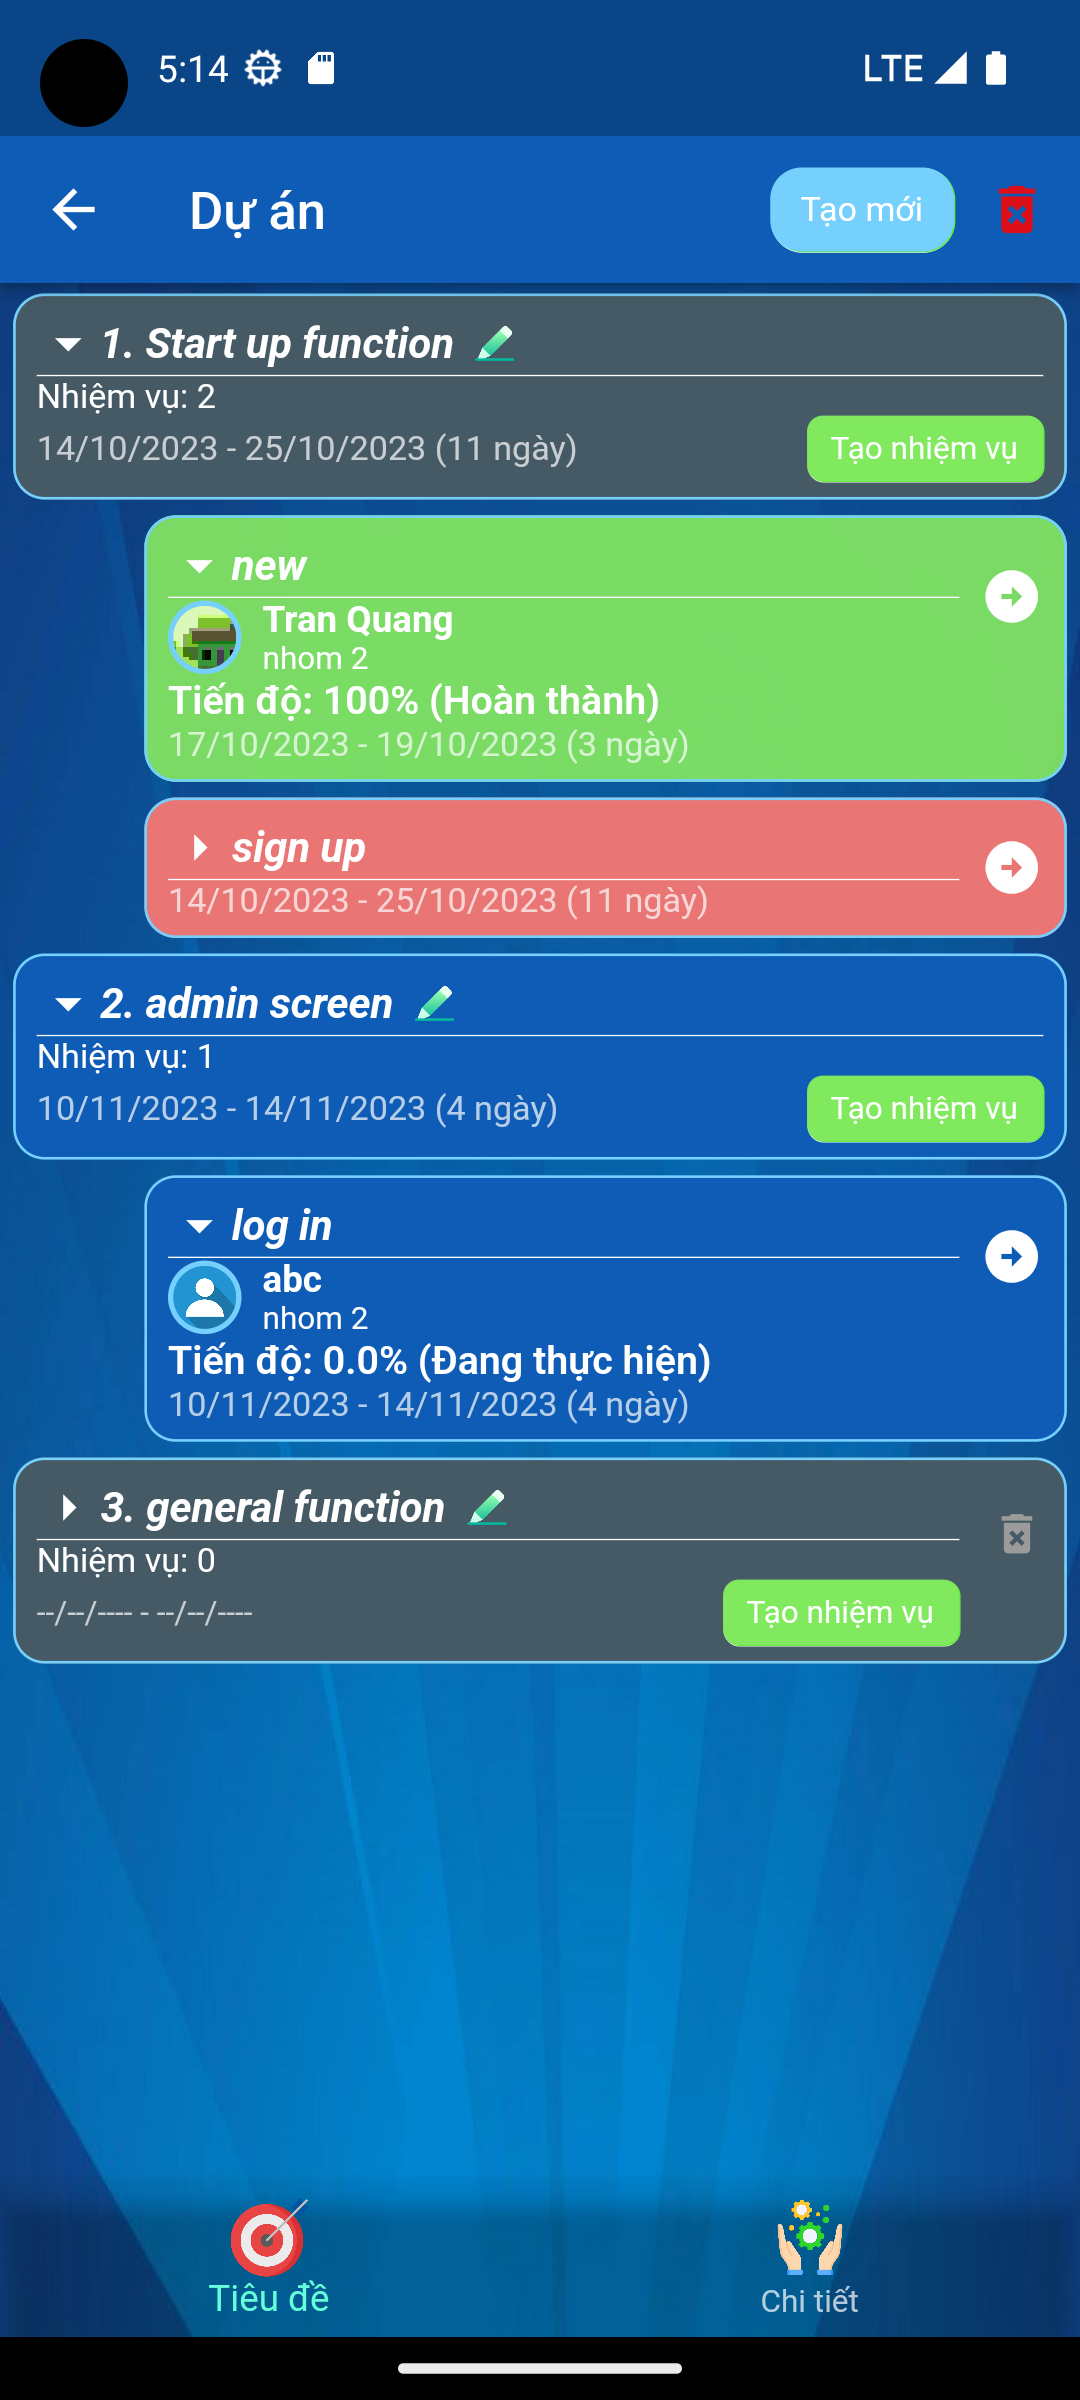 5:14
LTE
Dự án
Tạo mới
1. Start up function
Nhiệm vụ: 2
14/10/2023 - 25/10/2023 (11 ngày)
Tạo nhiệm vụ
new
Tran Quang
nhom 2
Tiến độ: 100% (Hoàn thành)
17/10/2023 - 19/10/2023 (3 ngày)
sign up
14/10/2023 - 25/10/2023 (11 ngày)
2. admin screen
Nhiệm vụ: 1
10/11/2023 - 14/11/2023 (4 ngày)
Tạo nhiệm vụ
log in
abc
nhom 2
Tiến độ: 0.0% (Đang thực hiện)
10/11/2023 - 14/11/2023 (4 ngày)
3. general function
Nhiệm vụ: 0
--/--/---- - --/--/----
Tạo nhiệm vụ
Tiêu đề
Chi tiết